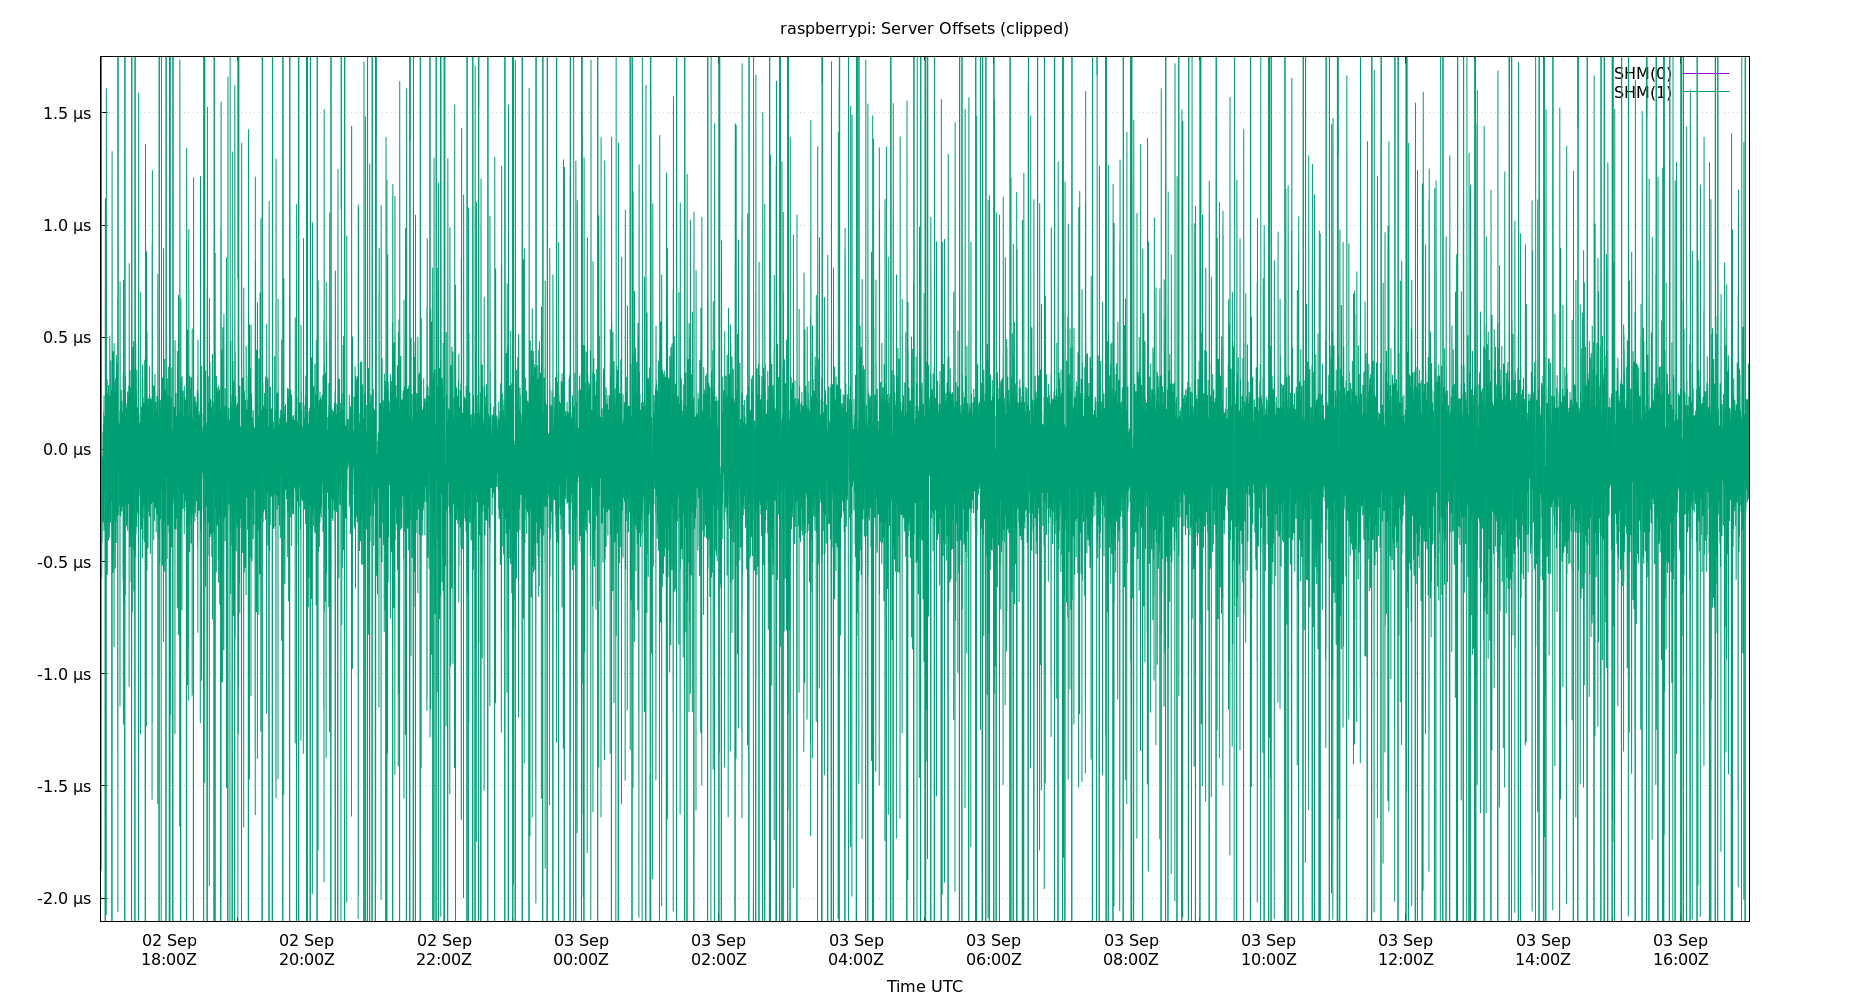 raspberrypi: Server Offsets (clipped)
SHM(0)
SHM(1)
1.5 µs
1.0 µs
0.5 µs
0.0 µs
-0.5 µs
-1.0 µs
-1.5 µs
-2.0 µs
02 Sep 02 Sep 02 Sep 03 Sep 03 Sep 03 Sep 03 Sep 03 Sep 03 Sep 03 Sep 03 Sep 03 Sep
18:00Z 20:00Z 22:00Z 00:00Z 02:00Z 04:00Z 06:00Z 08:00Z 10:00Z 12:00Z 14:00Z 16:00Z
Time UTC